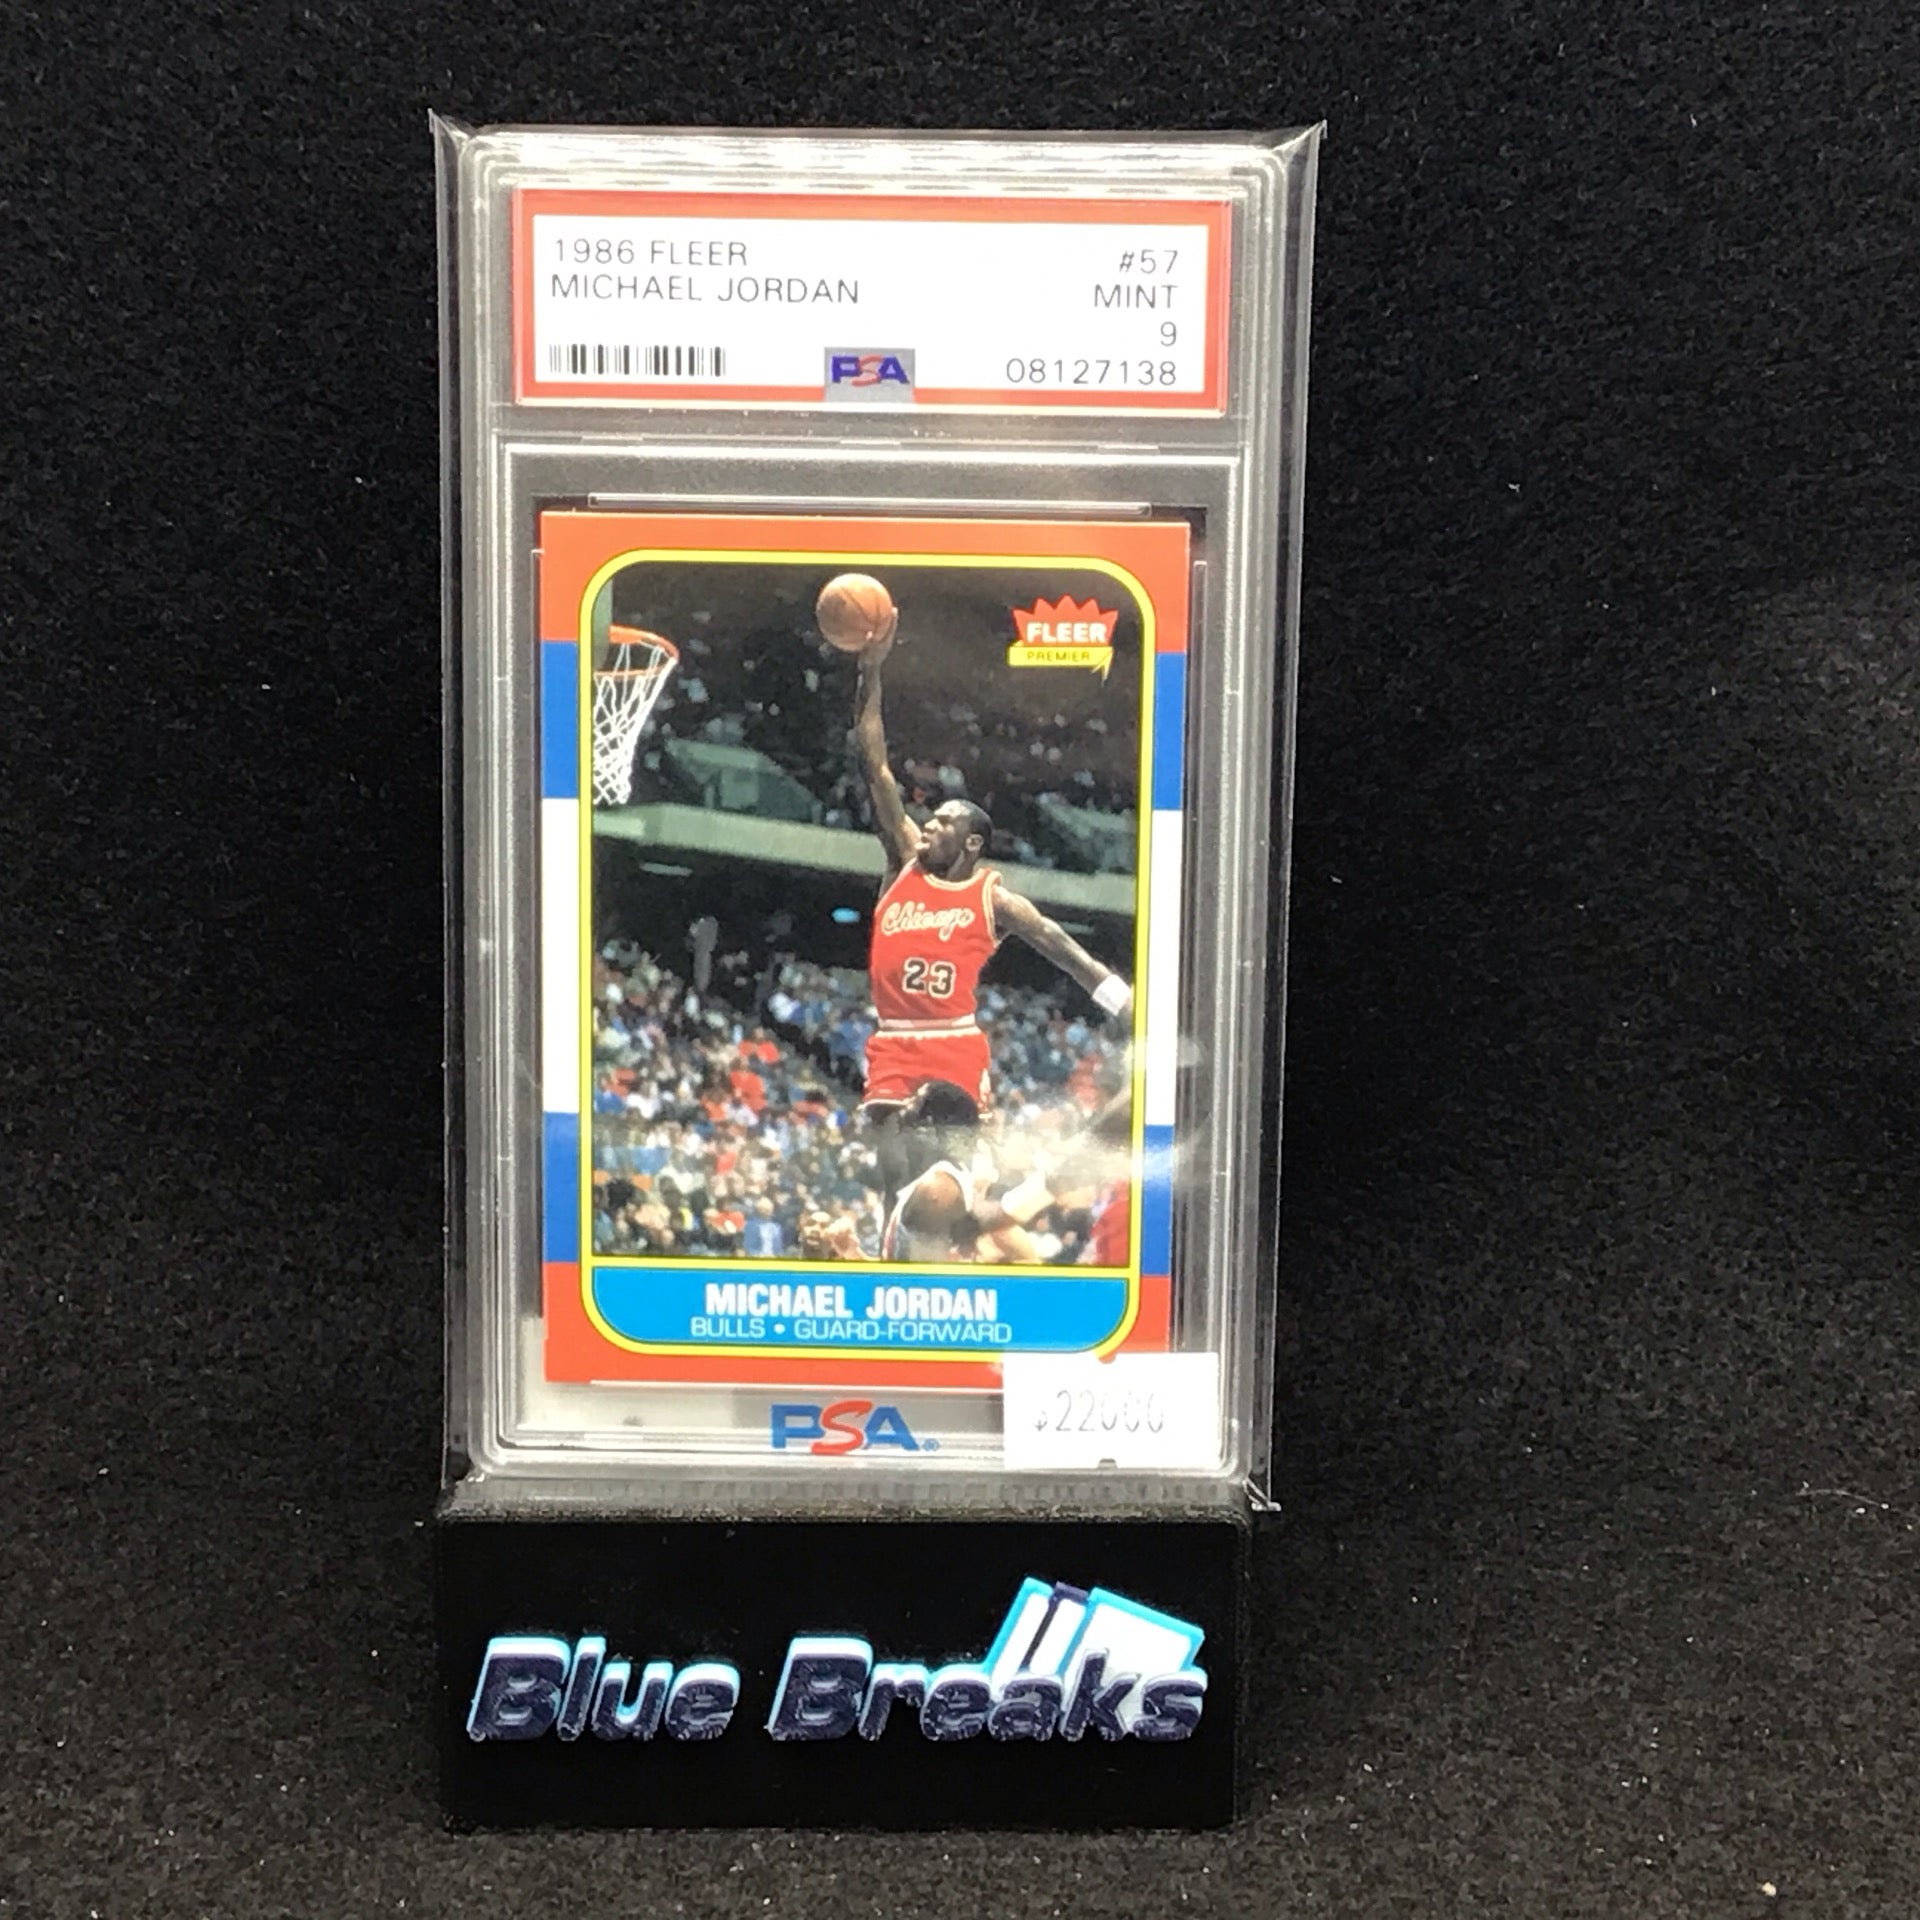 1986 FLEER #57
MICHAEL JORDAN MINT
9
PSA 08127138
FLEER
PREMIER
Chicago
23
MICHAEL JORDAN
BULLS • GUARD-FORWARD
PSA®
$22000
Blue Breaks